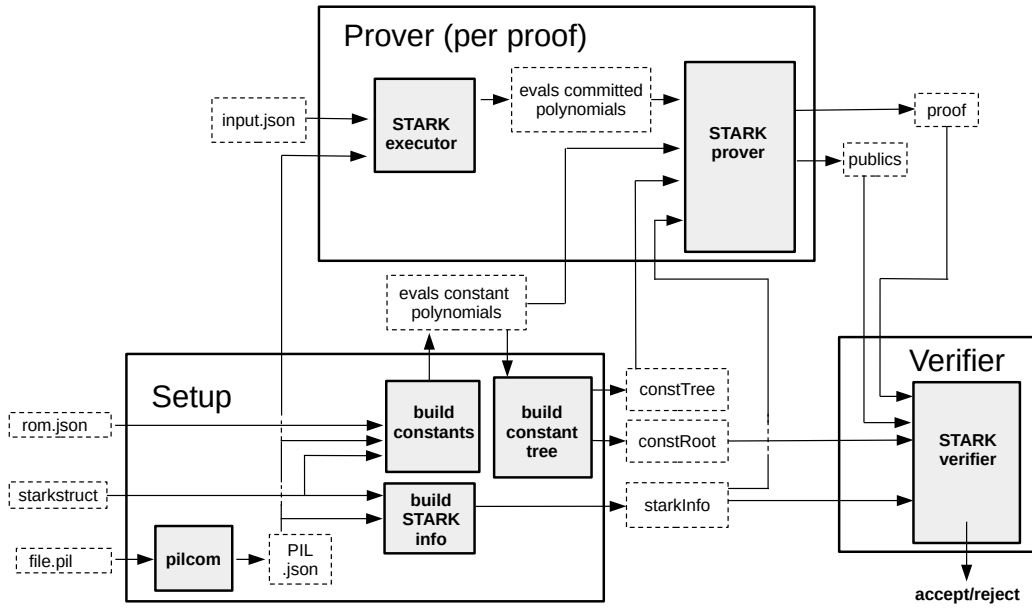 Prover (per proof)
input.json
STARK
executor
evals committed
polynomials
STARK
prover
proof
publics
evals constant
polynomials
Setup
rom.json
starkstruct
file.pil
pilcom
PIL
.json
build
constants
build
STARK
info
build
constant
tree
constTree
constRoot
starkInfo
Verifier
STARK
verifier
accept/reject